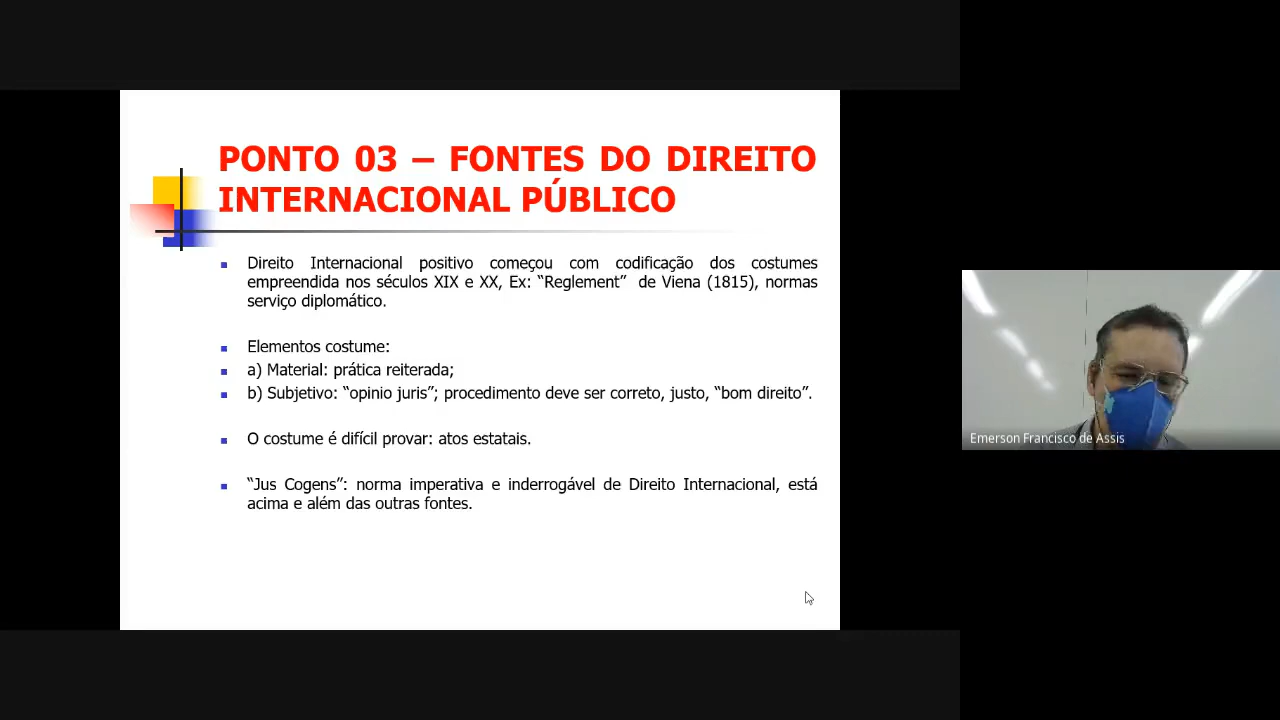 PONTO 03 – FONTES DO DIREITO
INTERNACIONAL PÚBLICO
Direito Internacional positivo começou com codificação dos costumes
empreendida nos séculos XIX e XX, Ex: “Reglement” de Viena (1815), normas
serviço diplomático.
Elementos costume:
a) Material: prática reiterada;
b) Subjetivo: “opinio juris”; procedimento deve ser correto, justo, “bom direito”.
O costume é difícil provar: atos estatais.
“Jus Cogens”: norma imperativa e inderrogável de Direito Internacional, está
acima e além das outras fontes.
Emerson Francisco de Assis